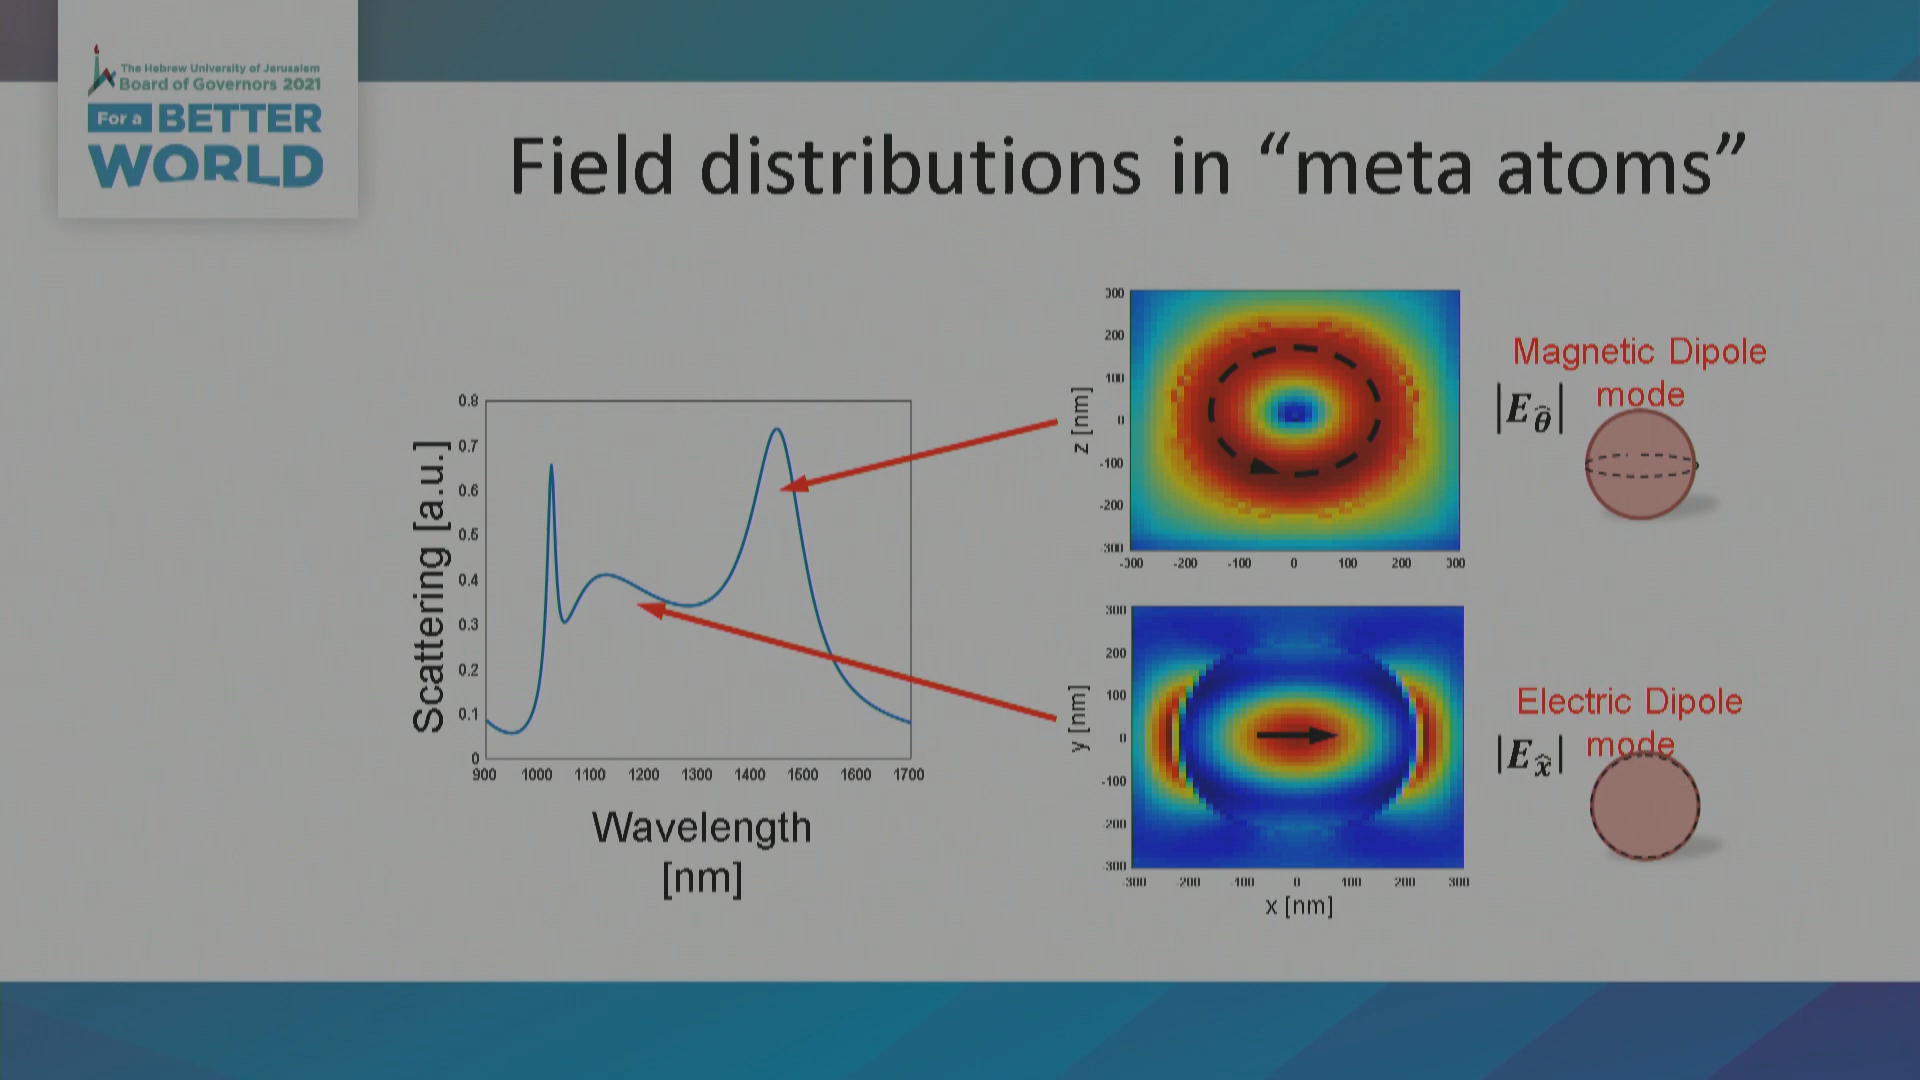 The Hebrew University of Jerusalem
Board of Governors 2021
For a BETTER
WORLD
Field distributions in “meta atoms”
Scattering [a.u.]
0.8
0.7
0.6
0.5
0.4
0.3
0.2
0.1
0
900 1000 1100 1200 1300 1400 1500 1600 1700
Wavelength
[nm]
z [nm]
300
200
100
0
-100
-200
-300
-300 -200 -100 0 100 200 300
Magnetic Dipole
mode
|E_θ̂|
y [nm]
300
200
100
0
-100
-200
-300
-300 -200 -100 0 100 200 300
x [nm]
Electric Dipole
mode
|E_x̂|